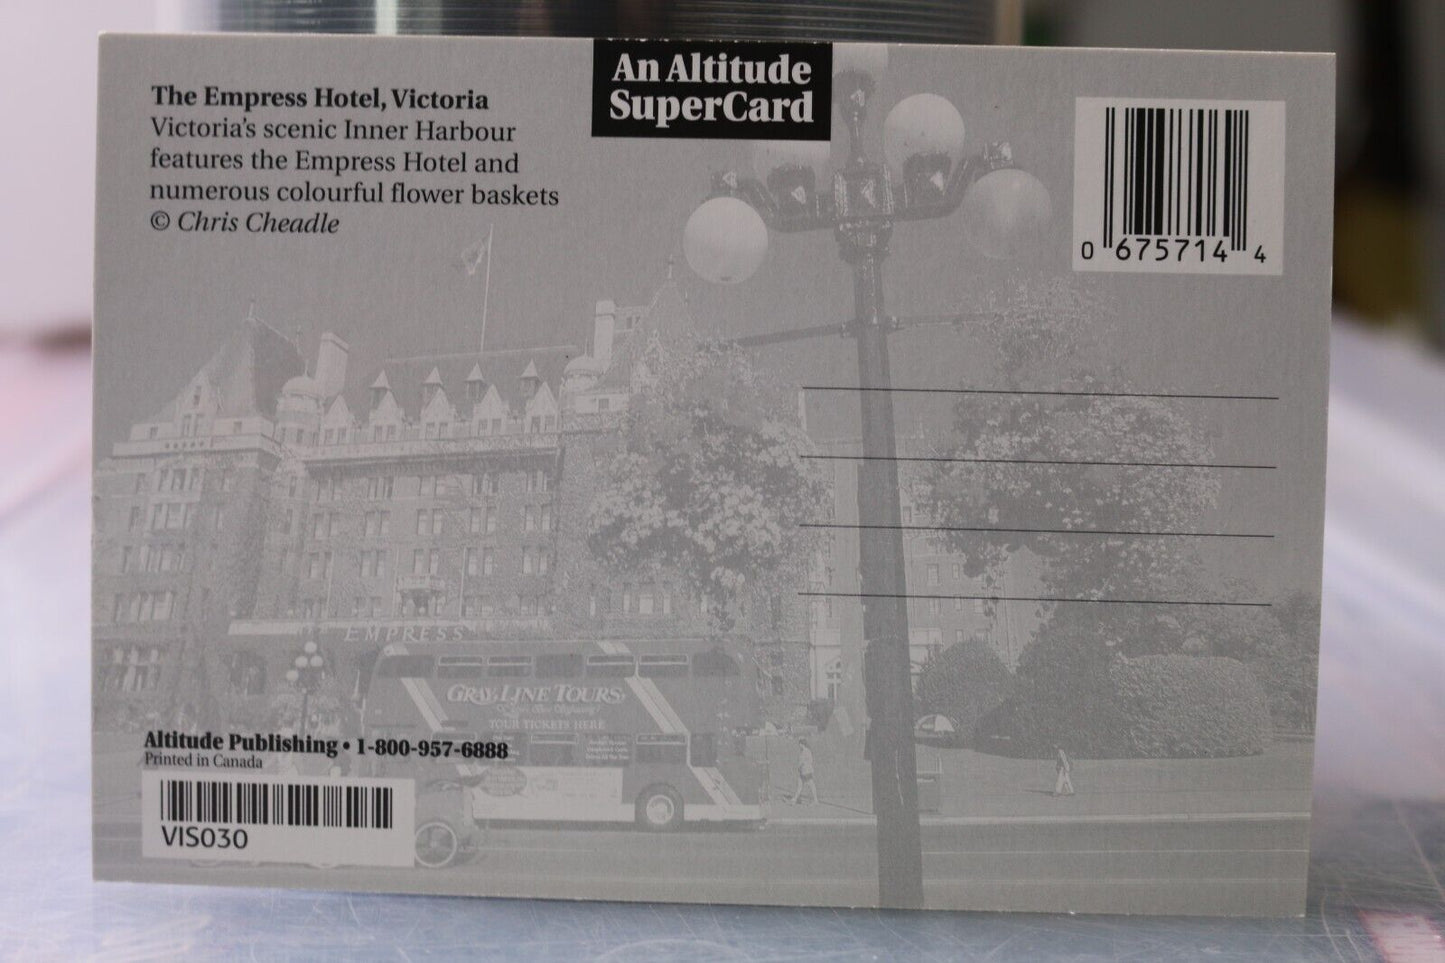 The Empress Hotel, Victoria
Victoria's scenic Inner Harbour
features the Empress Hotel and
numerous colourful flower baskets
© Chris Cheadle
An Altitude
SuperCard
0 675714 4
EMPRESS
GRAY LINE TOURS
TOUR TICKETS HERE
Altitude Publishing • 1-800-957-6888
Printed in Canada
VIS030